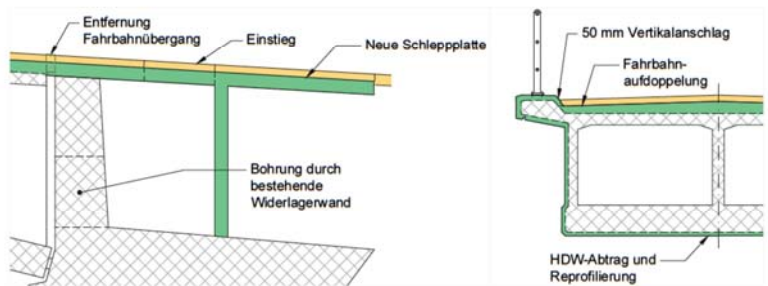 Entfernung
Fahrbahnübergang
Einstieg
Neue Schleppplatte
Bohrung durch
bestehende
Widerlagerwand
50 mm Vertikalanschlag
Fahrbahn-
aufdoppelung
HDW-Abtrag und
Reprofilierung